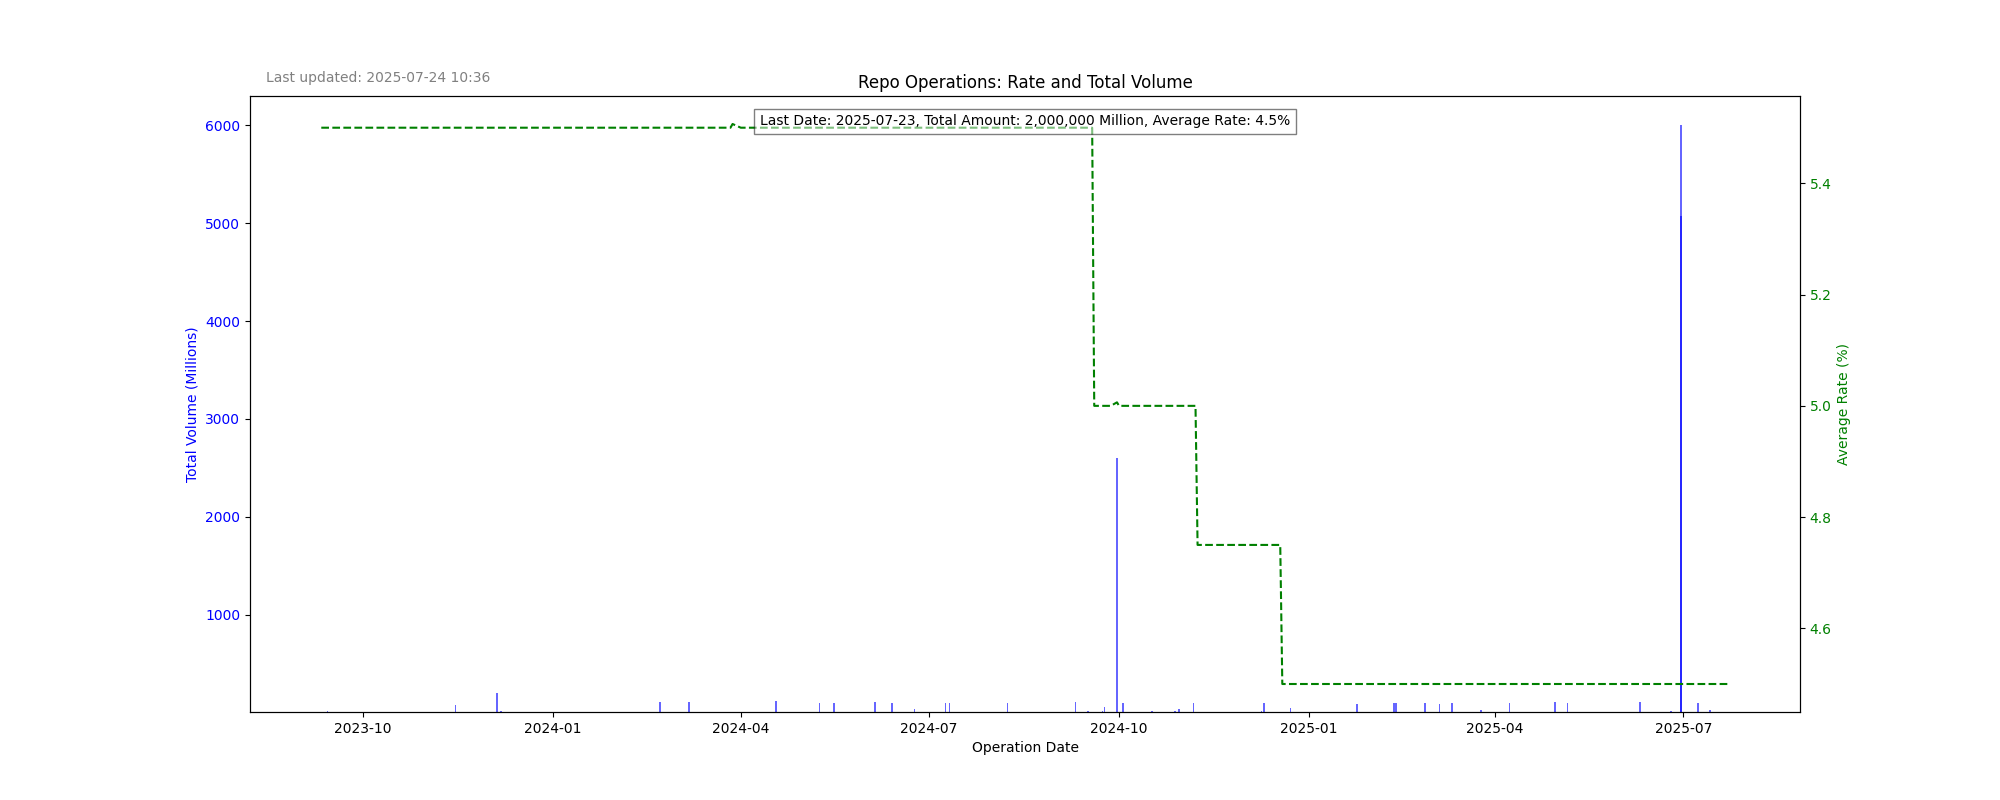 Last updated: 2025-07-24 10:36
Repo Operations: Rate and Total Volume
Last Date: 2025-07-23, Total Amount: 2,000,000 Million, Average Rate: 4.5%
6000
5000
4000
3000
2000
1000
Total Volume (Millions)
5.4
5.2
5.0
4.8
4.6
Average Rate (%)
2023-10 2024-01 2024-04 2024-07 2024-10 2025-01 2025-04 2025-07
Operation Date